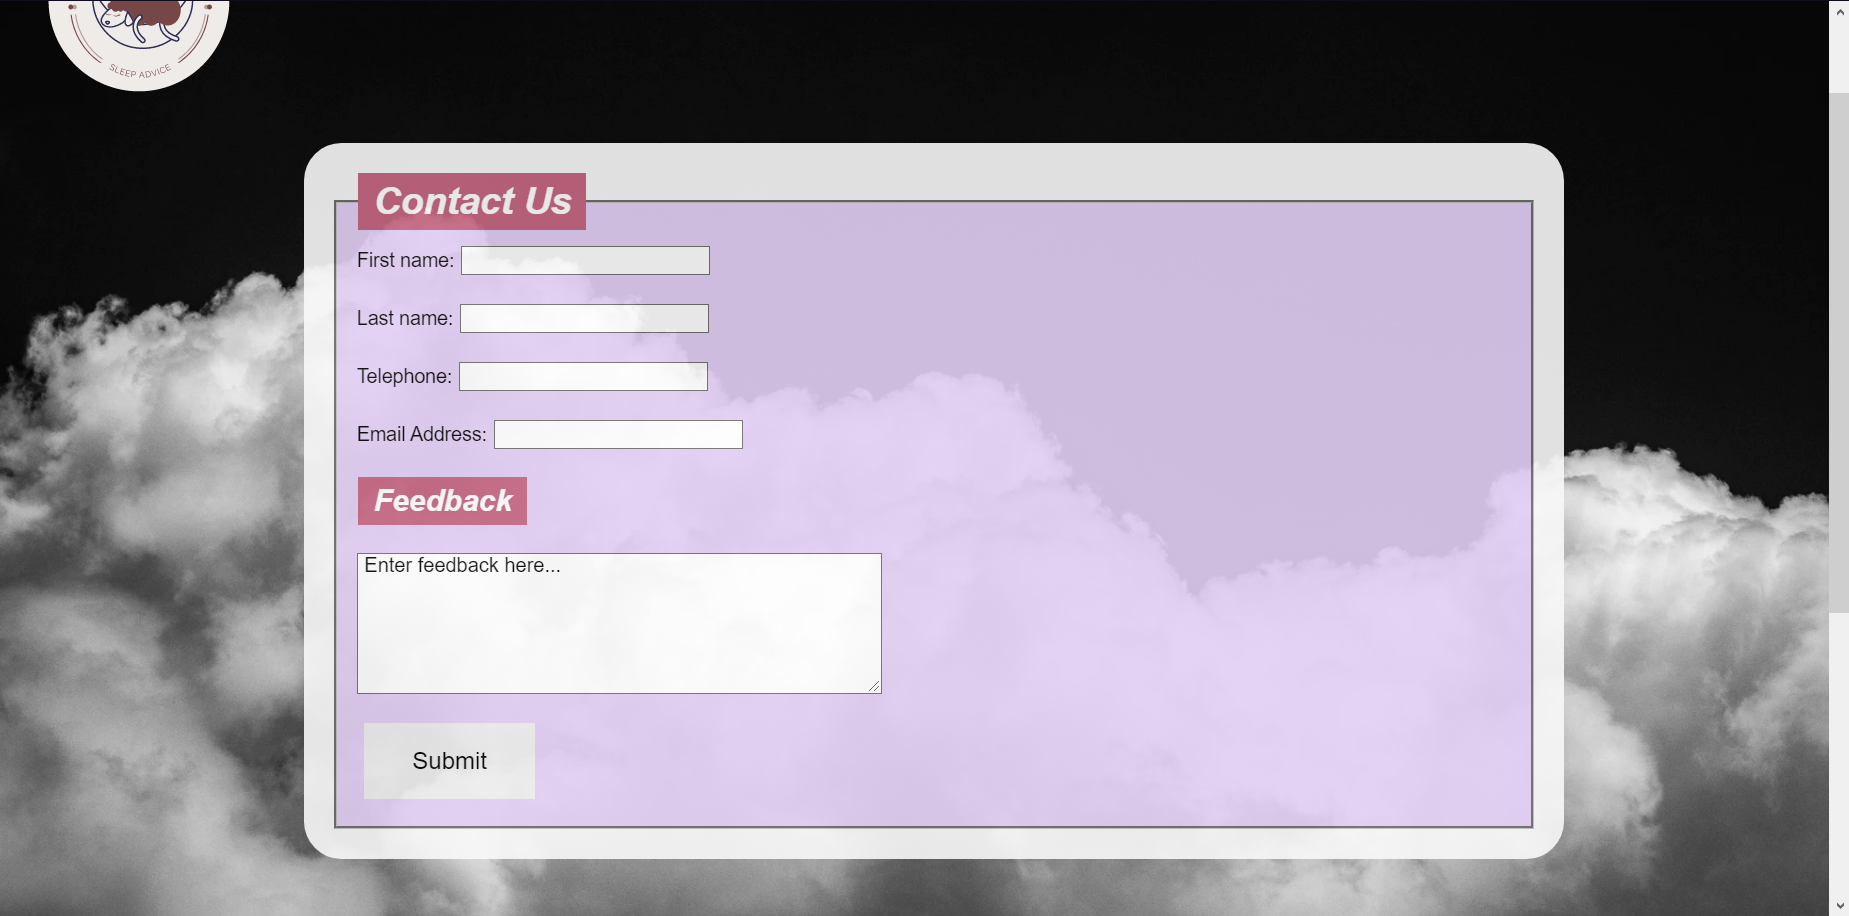 SLEEP ADVICE
Contact Us
First name:
Last name:
Telephone:
Email Address:
Feedback
Enter feedback here...
Submit